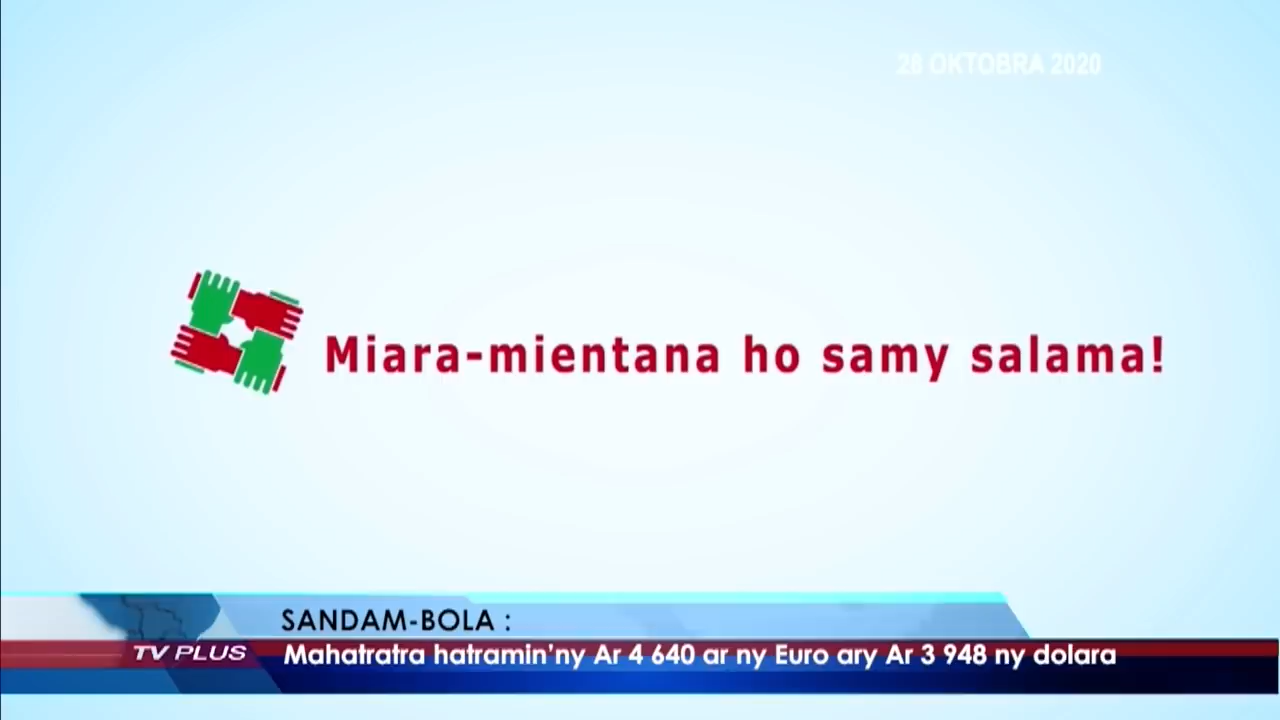 28 OKTOBRA 2020
Miara-mientana ho samy salama!
SANDAM-BOLA :
TV PLUS
Mahatratra hatramin'ny Ar 4 640 ar ny Euro ary Ar 3 948 ny dolara